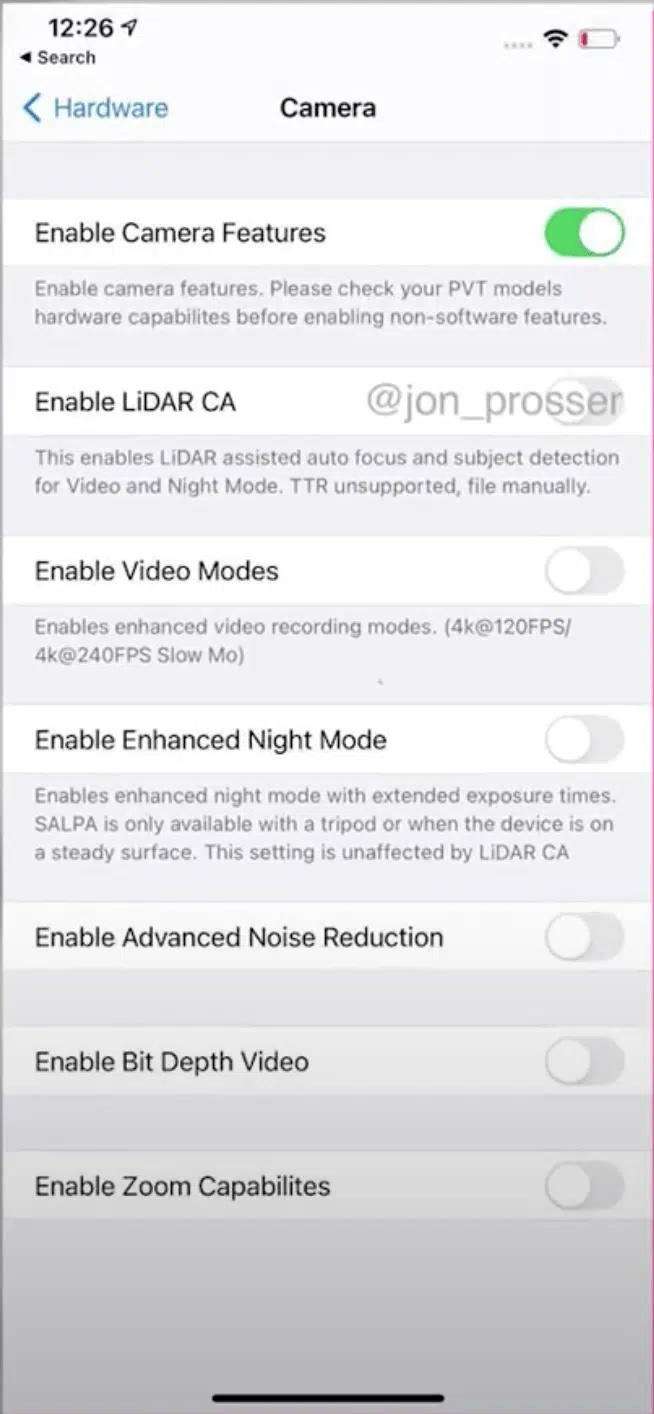 12:26
Search
Hardware
Camera
Enable Camera Features
Enable camera features. Please check your PVT models
hardware capabilites before enabling non-software features.
Enable LiDAR CA
@jon_prosser
This enables LiDAR assisted auto focus and subject detection
for Video and Night Mode. TTR unsupported, file manually.
Enable Video Modes
Enables enhanced video recording modes. (4k@120FPS/
4k@240FPS Slow Mo)
Enable Enhanced Night Mode
Enables enhanced night mode with extended exposure times.
SALPA is only available with a tripod or when the device is on
a steady surface. This setting is unaffected by LiDAR CA
Enable Advanced Noise Reduction
Enable Bit Depth Video
Enable Zoom Capabilites